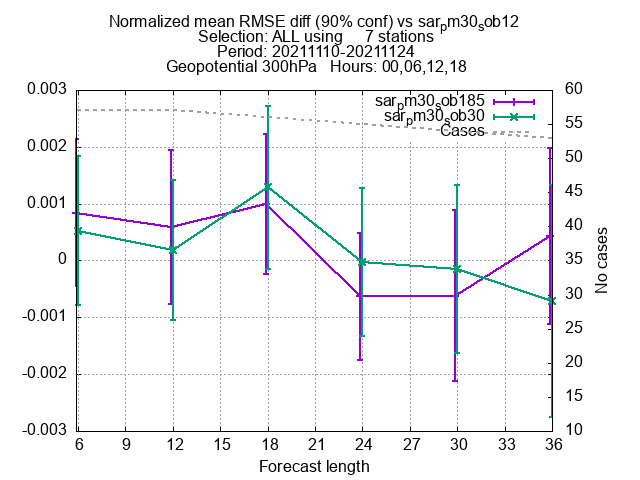 Normalized mean RMSE diff (90% conf) vs sarpm30sob12
Selection: ALL using 7 stations
Period: 20211110-20211124
Geopotential 300hPa Hours: 00,06,12,18
sarpm30sob185
sarpm30sob30
Cases
0.003
0.002
0.001
0
-0.001
-0.002
-0.003
60
55
50
45
40
35
30
25
20
15
10
No cases
6 9 12 15 18 21 24 27 30 33 36
Forecast length